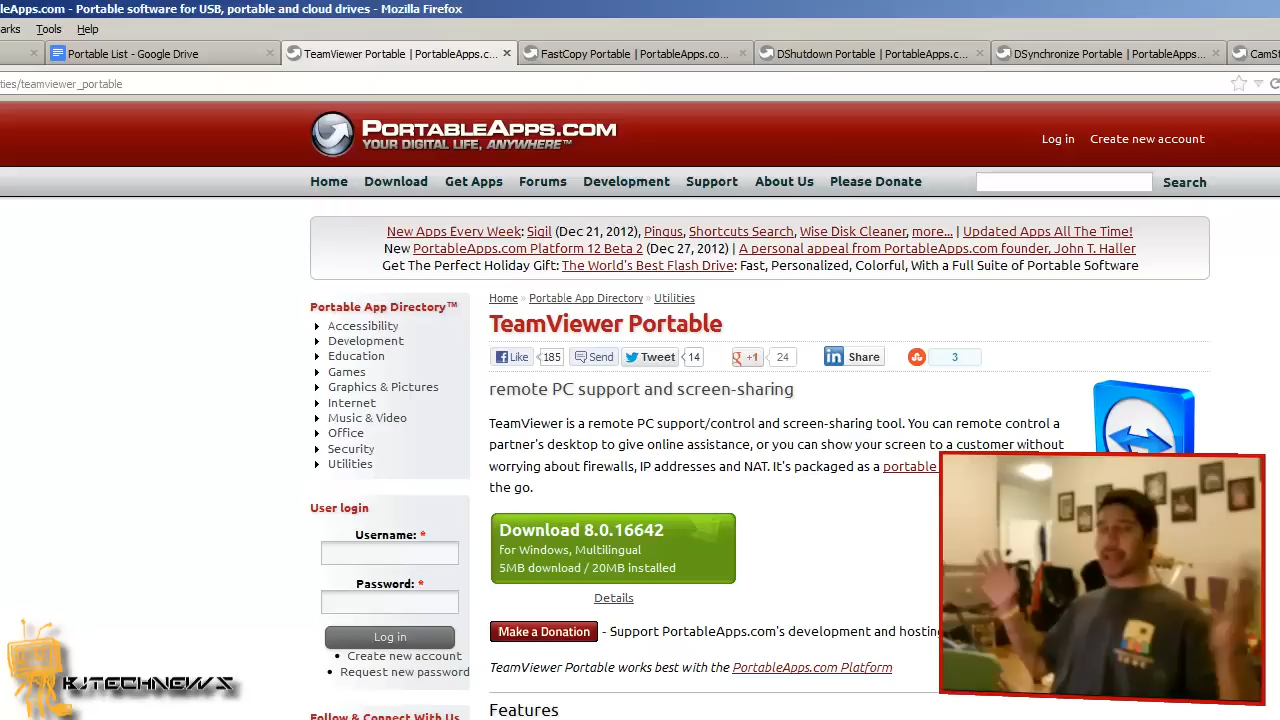 leApps.com - Portable software for USB, portable and cloud drives - Mozilla Firefox
arks Tools Help
Portable List - Google Drive
TeamViewer Portable | PortableApps.c...
FastCopy Portable | PortableApps.co...
DShutdown Portable | PortableApps.c...
DSynchronize Portable | PortableApps...
CamSt
ties/teamviewer_portable
PORTABLEAPPS.COM
YOUR DIGITAL LIFE, ANYWHERE™
Log in Create new account
Home Download Get Apps Forums Development Support About Us Please Donate Search
New Apps Every Week: Sigil (Dec 21, 2012), Pingus, Shortcuts Search, Wise Disk Cleaner, more... | Updated Apps All The Time!
New PortableApps.com Platform 12 Beta 2 (Dec 27, 2012) | A personal appeal from PortableApps.com founder, John T. Haller
Get The Perfect Holiday Gift: The World's Best Flash Drive: Fast, Personalized, Colorful, With a Full Suite of Portable Software
Portable App Directory™
Accessibility
Development
Education
Games
Graphics & Pictures
Internet
Music & Video
Office
Security
Utilities
User login
Username: *
Password: *
Log in
Create new account
Request new password
Follow & Connect With Us
Home » Portable App Directory » Utilities
TeamViewer Portable
Like 185 Send Tweet 14 +1 24 Share 3
remote PC support and screen-sharing
TeamViewer is a remote PC support/control and screen-sharing tool. You can remote control a
partner's desktop to give online assistance, or you can show your screen to a customer without
worrying about firewalls, IP addresses and NAT. It's packaged as a portable
the go.
Download 8.0.16642
for Windows, Multilingual
5MB download / 20MB installed
Details
Make a Donation - Support PortableApps.com's development and hosting
TeamViewer Portable works best with the PortableApps.com Platform
Features
KJTECHNEWS